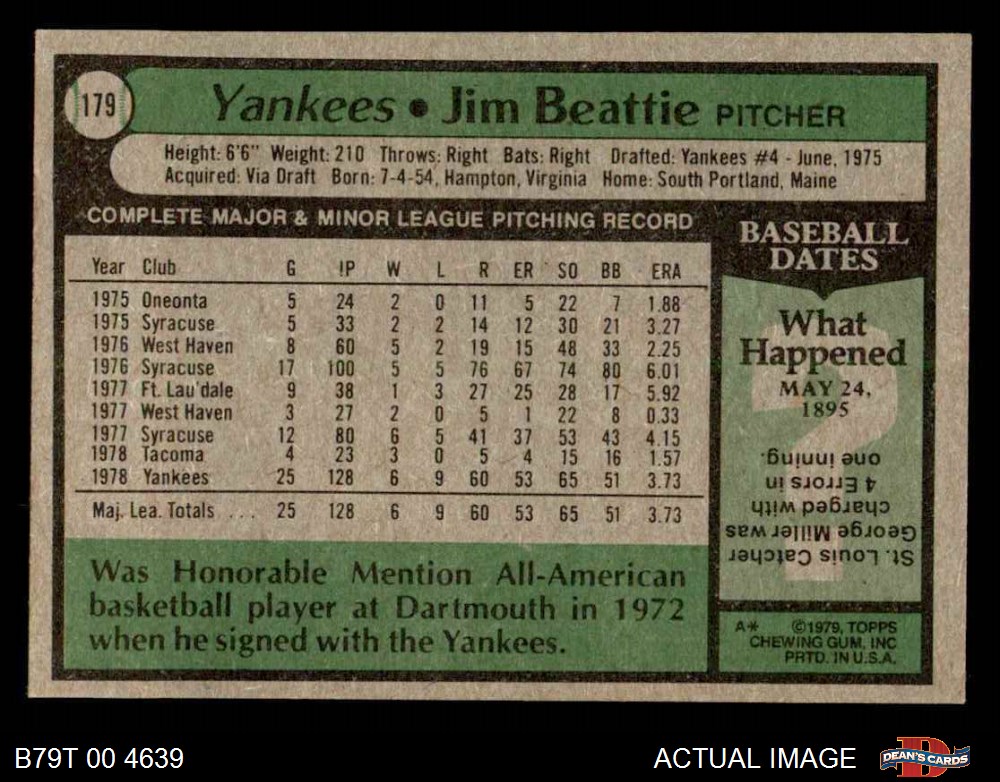 179
Yankees • Jim Beattie PITCHER
Height: 6'6" Weight: 210 Throws: Right Bats: Right Drafted: Yankees #4 - June, 1975
Acquired: Via Draft Born: 7-4-54, Hampton, Virginia Home: South Portland, Maine
COMPLETE MAJOR & MINOR LEAGUE PITCHING RECORD
Year Club G IP W L R ER SO BB ERA
1975 Oneonta 5 24 2 0 11 5 22 7 1.88
1975 Syracuse 5 33 2 2 14 12 30 21 3.27
1976 West Haven 8 60 5 2 19 15 48 33 2.25
1976 Syracuse 17 100 5 5 76 67 74 80 6.01
1977 Ft. Lau'dale 9 38 1 3 27 25 28 17 5.92
1977 West Haven 3 27 2 0 5 1 22 8 0.33
1977 Syracuse 12 80 6 5 41 37 53 43 4.15
1978 Tacoma 4 23 3 0 5 4 15 16 1.57
1978 Yankees 25 128 6 9 60 53 65 51 3.73
Maj. Lea. Totals ... 25 128 6 9 60 53 65 51 3.73
Was Honorable Mention All-American
basketball player at Dartmouth in 1972
when he signed with the Yankees.
BASEBALL
DATES
What
Happened
MAY 24,
1895
St. Louis Catcher
George Miller was
charged with
4 Errors in
one inning.
A* ©1979, TOPPS
CHEWING GUM, INC
PRTD. IN U.S.A.
B79T 00 4639
ACTUAL IMAGE
DEAN'S CARDS